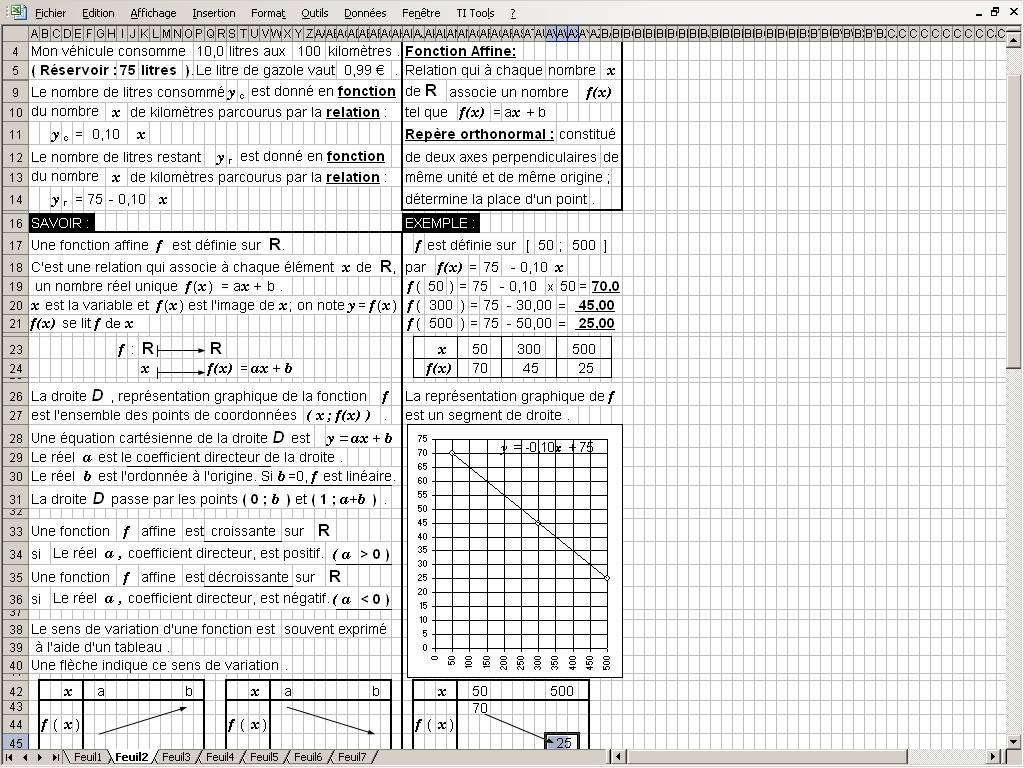 Fichier Edition Affichage Insertion Format Outils Données Fenêtre TI Tools ?
Mon véhicule consomme 10,0 litres aux 100 kilomètres .
( Réservoir : 75 litres ). Le litre de gazole vaut 0,99 € .
Le nombre de litres consommé y c est donné en fonction
du nombre x de kilomètres parcourus par la relation :
y c = 0,10 x
Le nombre de litres restant y r est donné en fonction
du nombre x de kilomètres parcourus par la relation :
y r = 75 - 0,10 x
Fonction Affine:
Relation qui à chaque nombre x
de R associe un nombre f(x)
tel que f(x) = ax + b
Repère orthonormal : constitué
de deux axes perpendiculaires de
même unité et de même origine ;
détermine la place d'un point .
SAVOIR :
Une fonction affine f est définie sur R.
C'est une relation qui associe à chaque élément x de R,
un nombre réel unique f(x) = ax + b .
x est la variable et f(x) est l'image de x; on note y = f(x)
f(x) se lit f de x
f : R R
x f(x) = ax + b
La droite D , représentation graphique de la fonction f
est l'ensemble des points de coordonnées ( x ; f(x) ) .
Une équation cartésienne de la droite D est y = ax + b
Le réel a est le coefficient directeur de la droite .
Le réel b est l'ordonnée à l'origine. Si b =0, f est linéaire.
La droite D passe par les points ( 0 ; b ) et ( 1 ; a+b ) .
Une fonction f affine est croissante sur R
si Le réel a , coefficient directeur, est positif. ( a > 0 )
Une fonction f affine est décroissante sur R
si Le réel a , coefficient directeur, est négatif. ( a < 0 )
Le sens de variation d'une fonction est souvent exprimé
à l'aide d'un tableau .
Une flèche indique ce sens de variation .
x a b
f ( x )
x a b
f ( x )
EXEMPLE :
f est définie sur [ 50 ; 500 ]
par f(x) = 75 - 0,10 x
f ( 50 ) = 75 - 0,10 x 50 = 70,0
f ( 300 ) = 75 - 30,00 = 45,00
f ( 500 ) = 75 - 50,00 = 25,00
x 50 300 500
f(x) 70 45 25
La représentation graphique de f
est un segment de droite .
y = -0,10x + 75
75
70
65
60
55
50
45
40
35
30
25
20
15
10
5
0
0 50 100 150 200 250 300 350 400 450 500
x 50 500
70
f ( x )
25
4
5
9
10
11
12
13
14
16
17
18
19
20
21
23
24
26
27
28
29
30
31
32
33
34
35
36
37
38
39
40
42
43
44
45
Feuil1 Feuil2 Feuil3 Feuil4 Feuil5 Feuil6 Feuil7